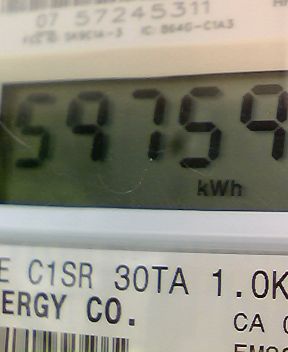 07 57245311
59759
kWh
E C1SR 30TA 1.0K
ERGY CO.
CA